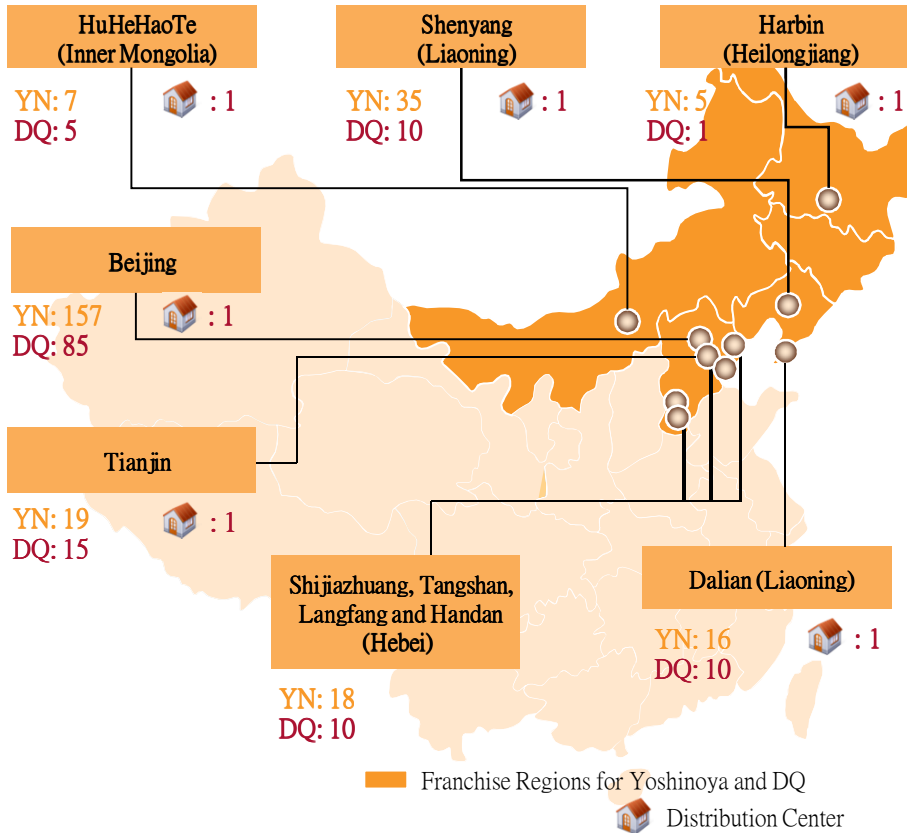 HuHeHaoTe
(Inner Mongolia)
YN: 7
DQ: 5
: 1
Shenyang
(Liaoning)
YN: 35
DQ: 10
: 1
Harbin
(Heilongjiang)
YN: 5
DQ: 1
: 1
Beijing
YN: 157
DQ: 85
: 1
Tianjin
YN: 19
DQ: 15
: 1
Shijiazhuang, Tangshan,
Langfang and Handan
(Hebei)
YN: 18
DQ: 10
Dalian (Liaoning)
YN: 16
DQ: 10
: 1
Franchise Regions for Yoshinoya and DQ
Distribution Center